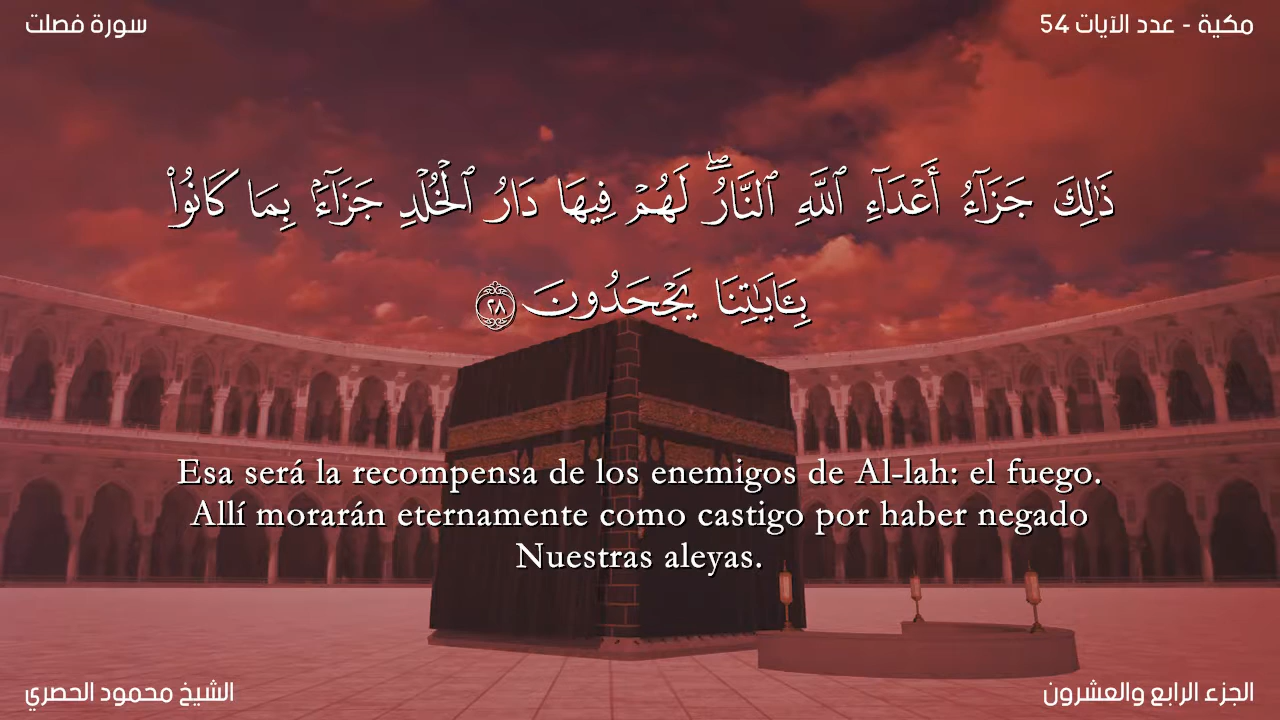 سورة فصلت
مكية - عدد الآيات 54
ذَٰلِكَ جَزَآءُ أَعْدَآءِ ٱللَّهِ ٱلنَّارُ ۖ لَهُمْ فِيهَا دَارُ ٱلْخُلْدِ جَزَآءًۢ بِمَا كَانُوا۟
بِـَٔايَـٰتِنَا يَجْحَدُونَ ٢٨
Esa será la recompensa de los enemigos de Al-lah: el fuego.
Allí morarán eternamente como castigo por haber negado
Nuestras aleyas.
الشيخ محمود الحصري
الجزء الرابع والعشرون